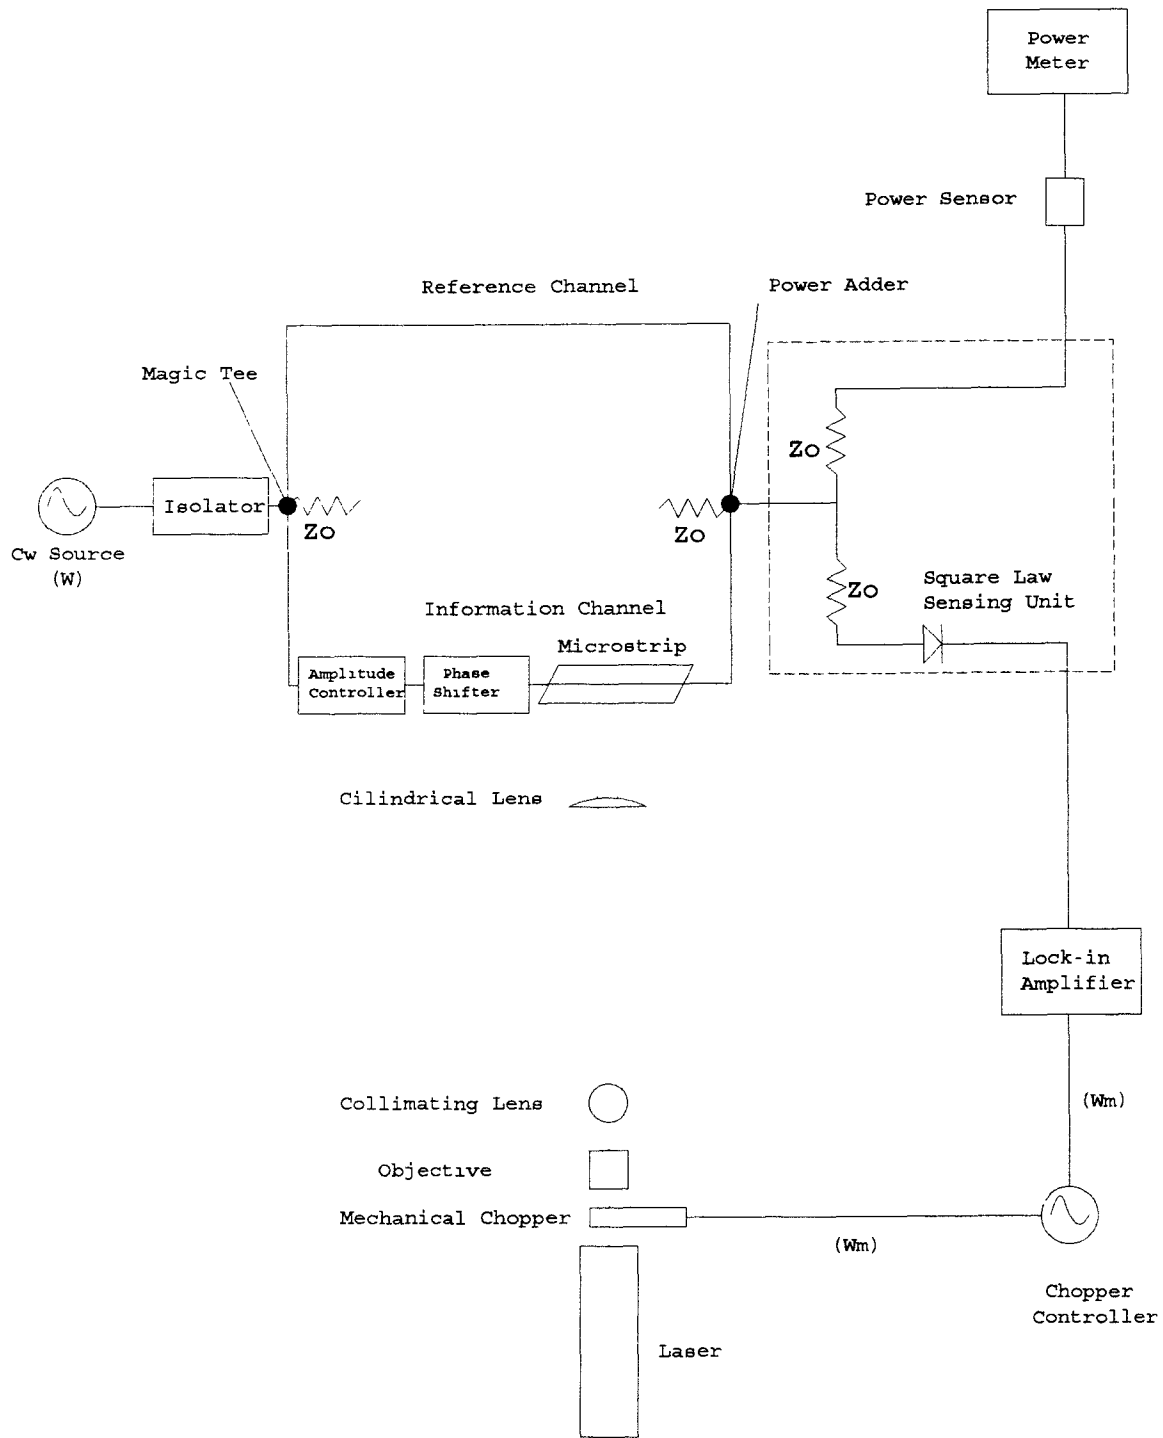 Power
Meter
Power Sensor
Reference Channel
Power Adder
Magic Tee
Zo
Isolator
Zo
Zo
Cw Source
(W)
Zo
Square Law
Sensing Unit
Information Channel
Microstrip
Amplitude
Controller
Phase
Shifter
Cilindrical Lens
Lock-in
Amplifier
Collimating Lens
(Wm)
Objective
Mechanical Chopper
(Wm)
Chopper
Controller
Laser